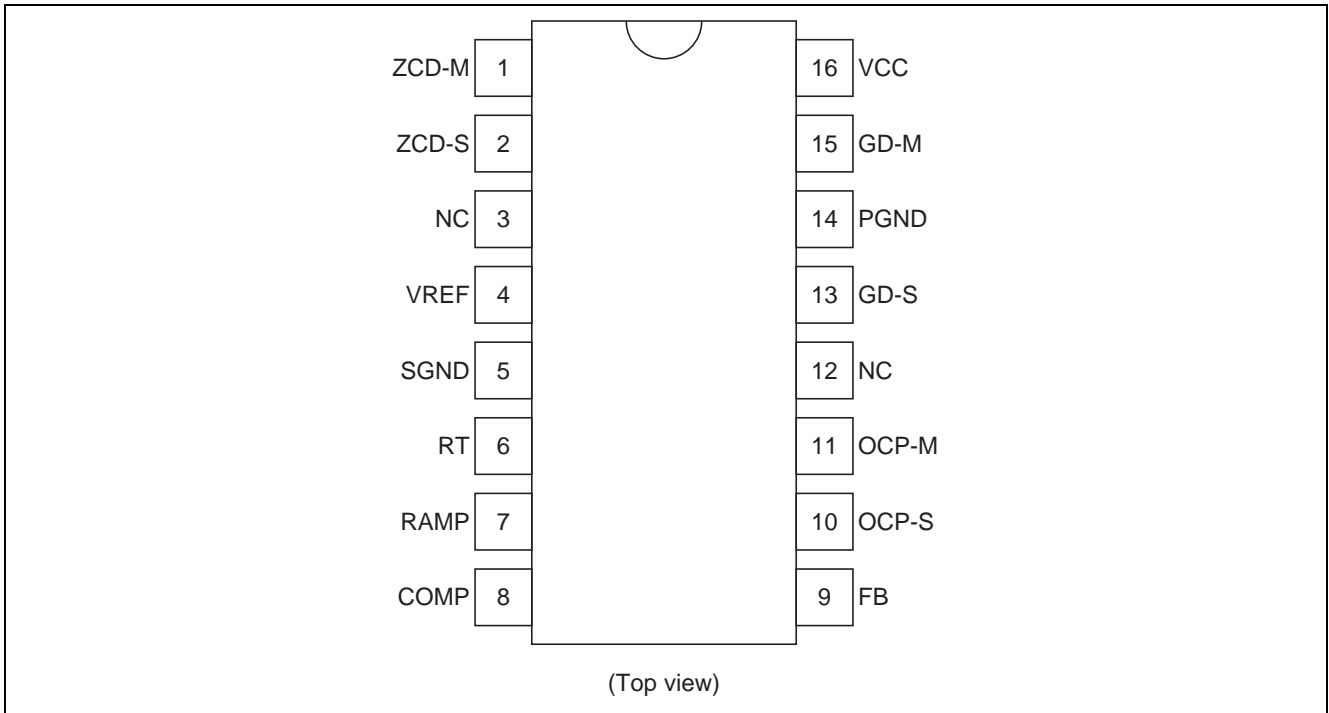 ZCD-M 1 16 VCC
ZCD-S 2 15 GD-M
NC 3 14 PGND
VREF 4 13 GD-S
SGND 5 12 NC
RT 6 11 OCP-M
RAMP 7 10 OCP-S
COMP 8 9 FB
(Top view)